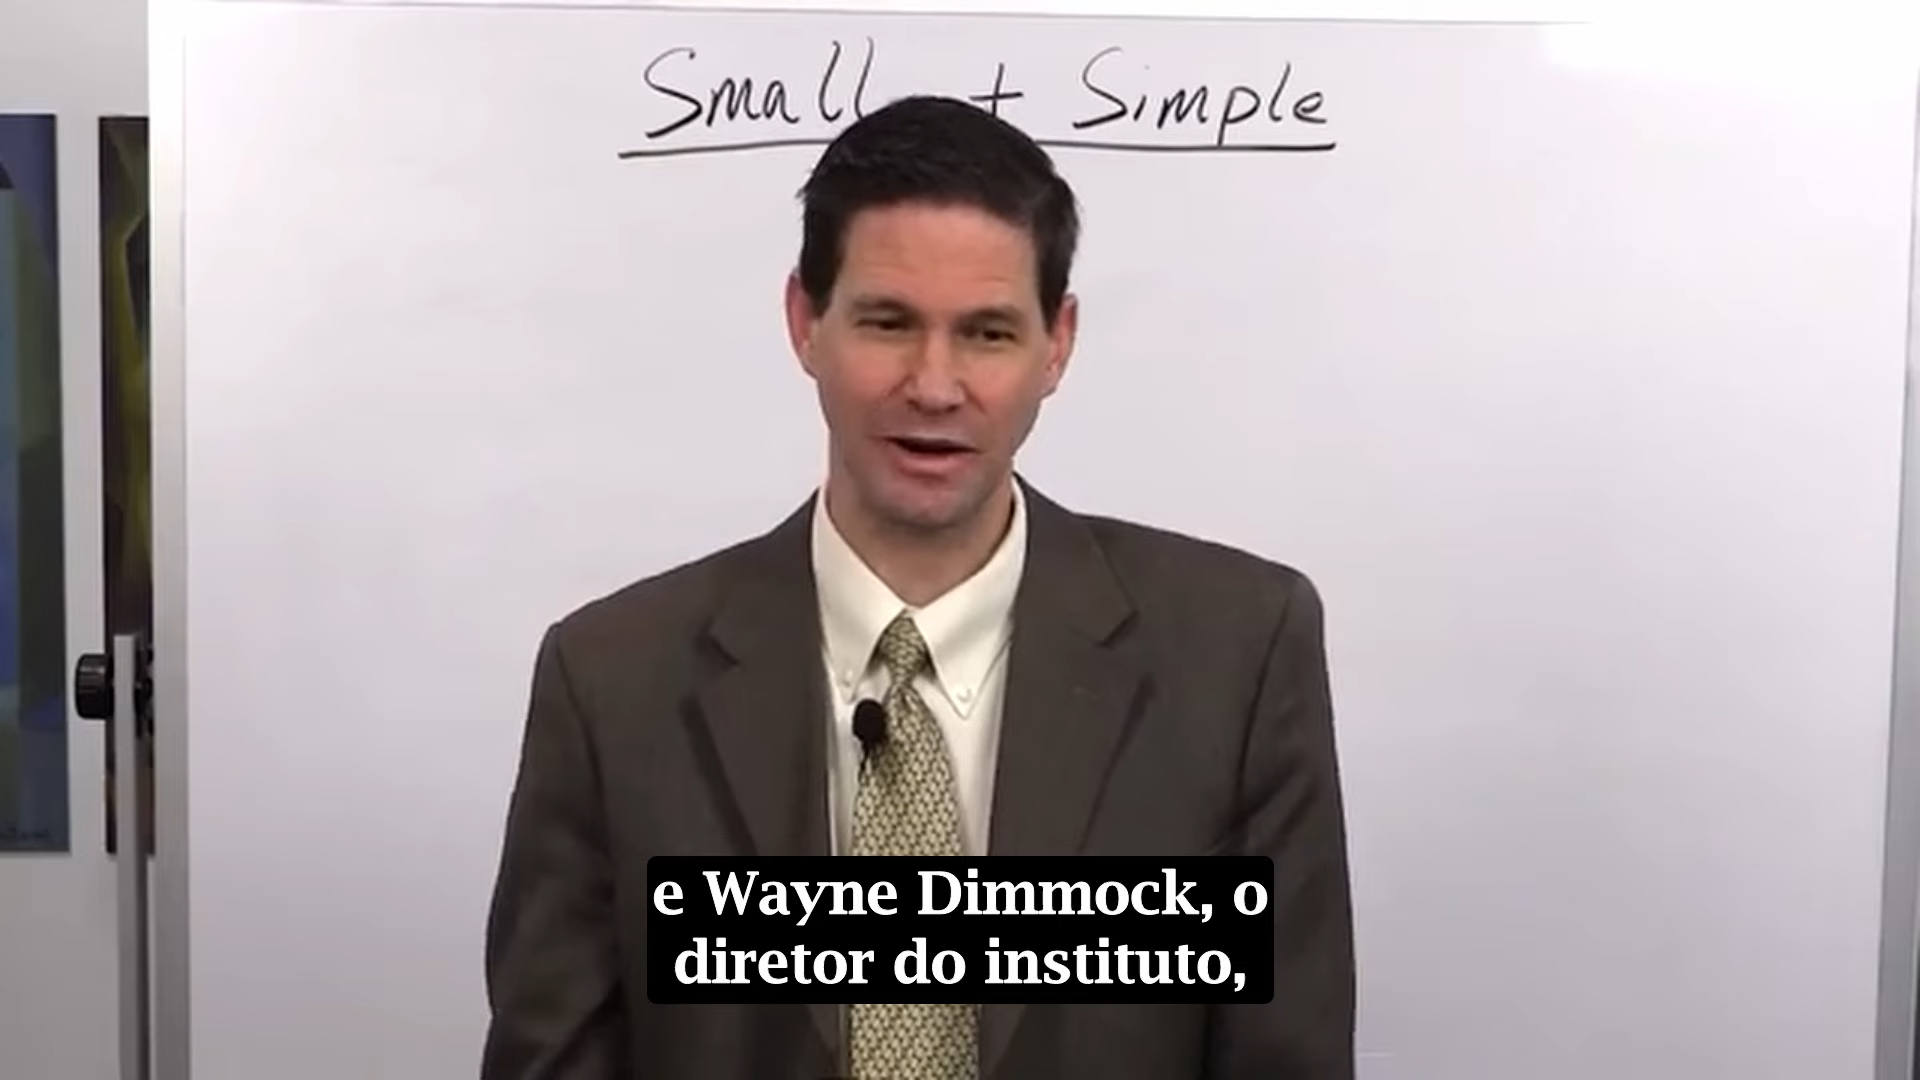 Small + Simple
e Wayne Dimmock, o
diretor do instituto,